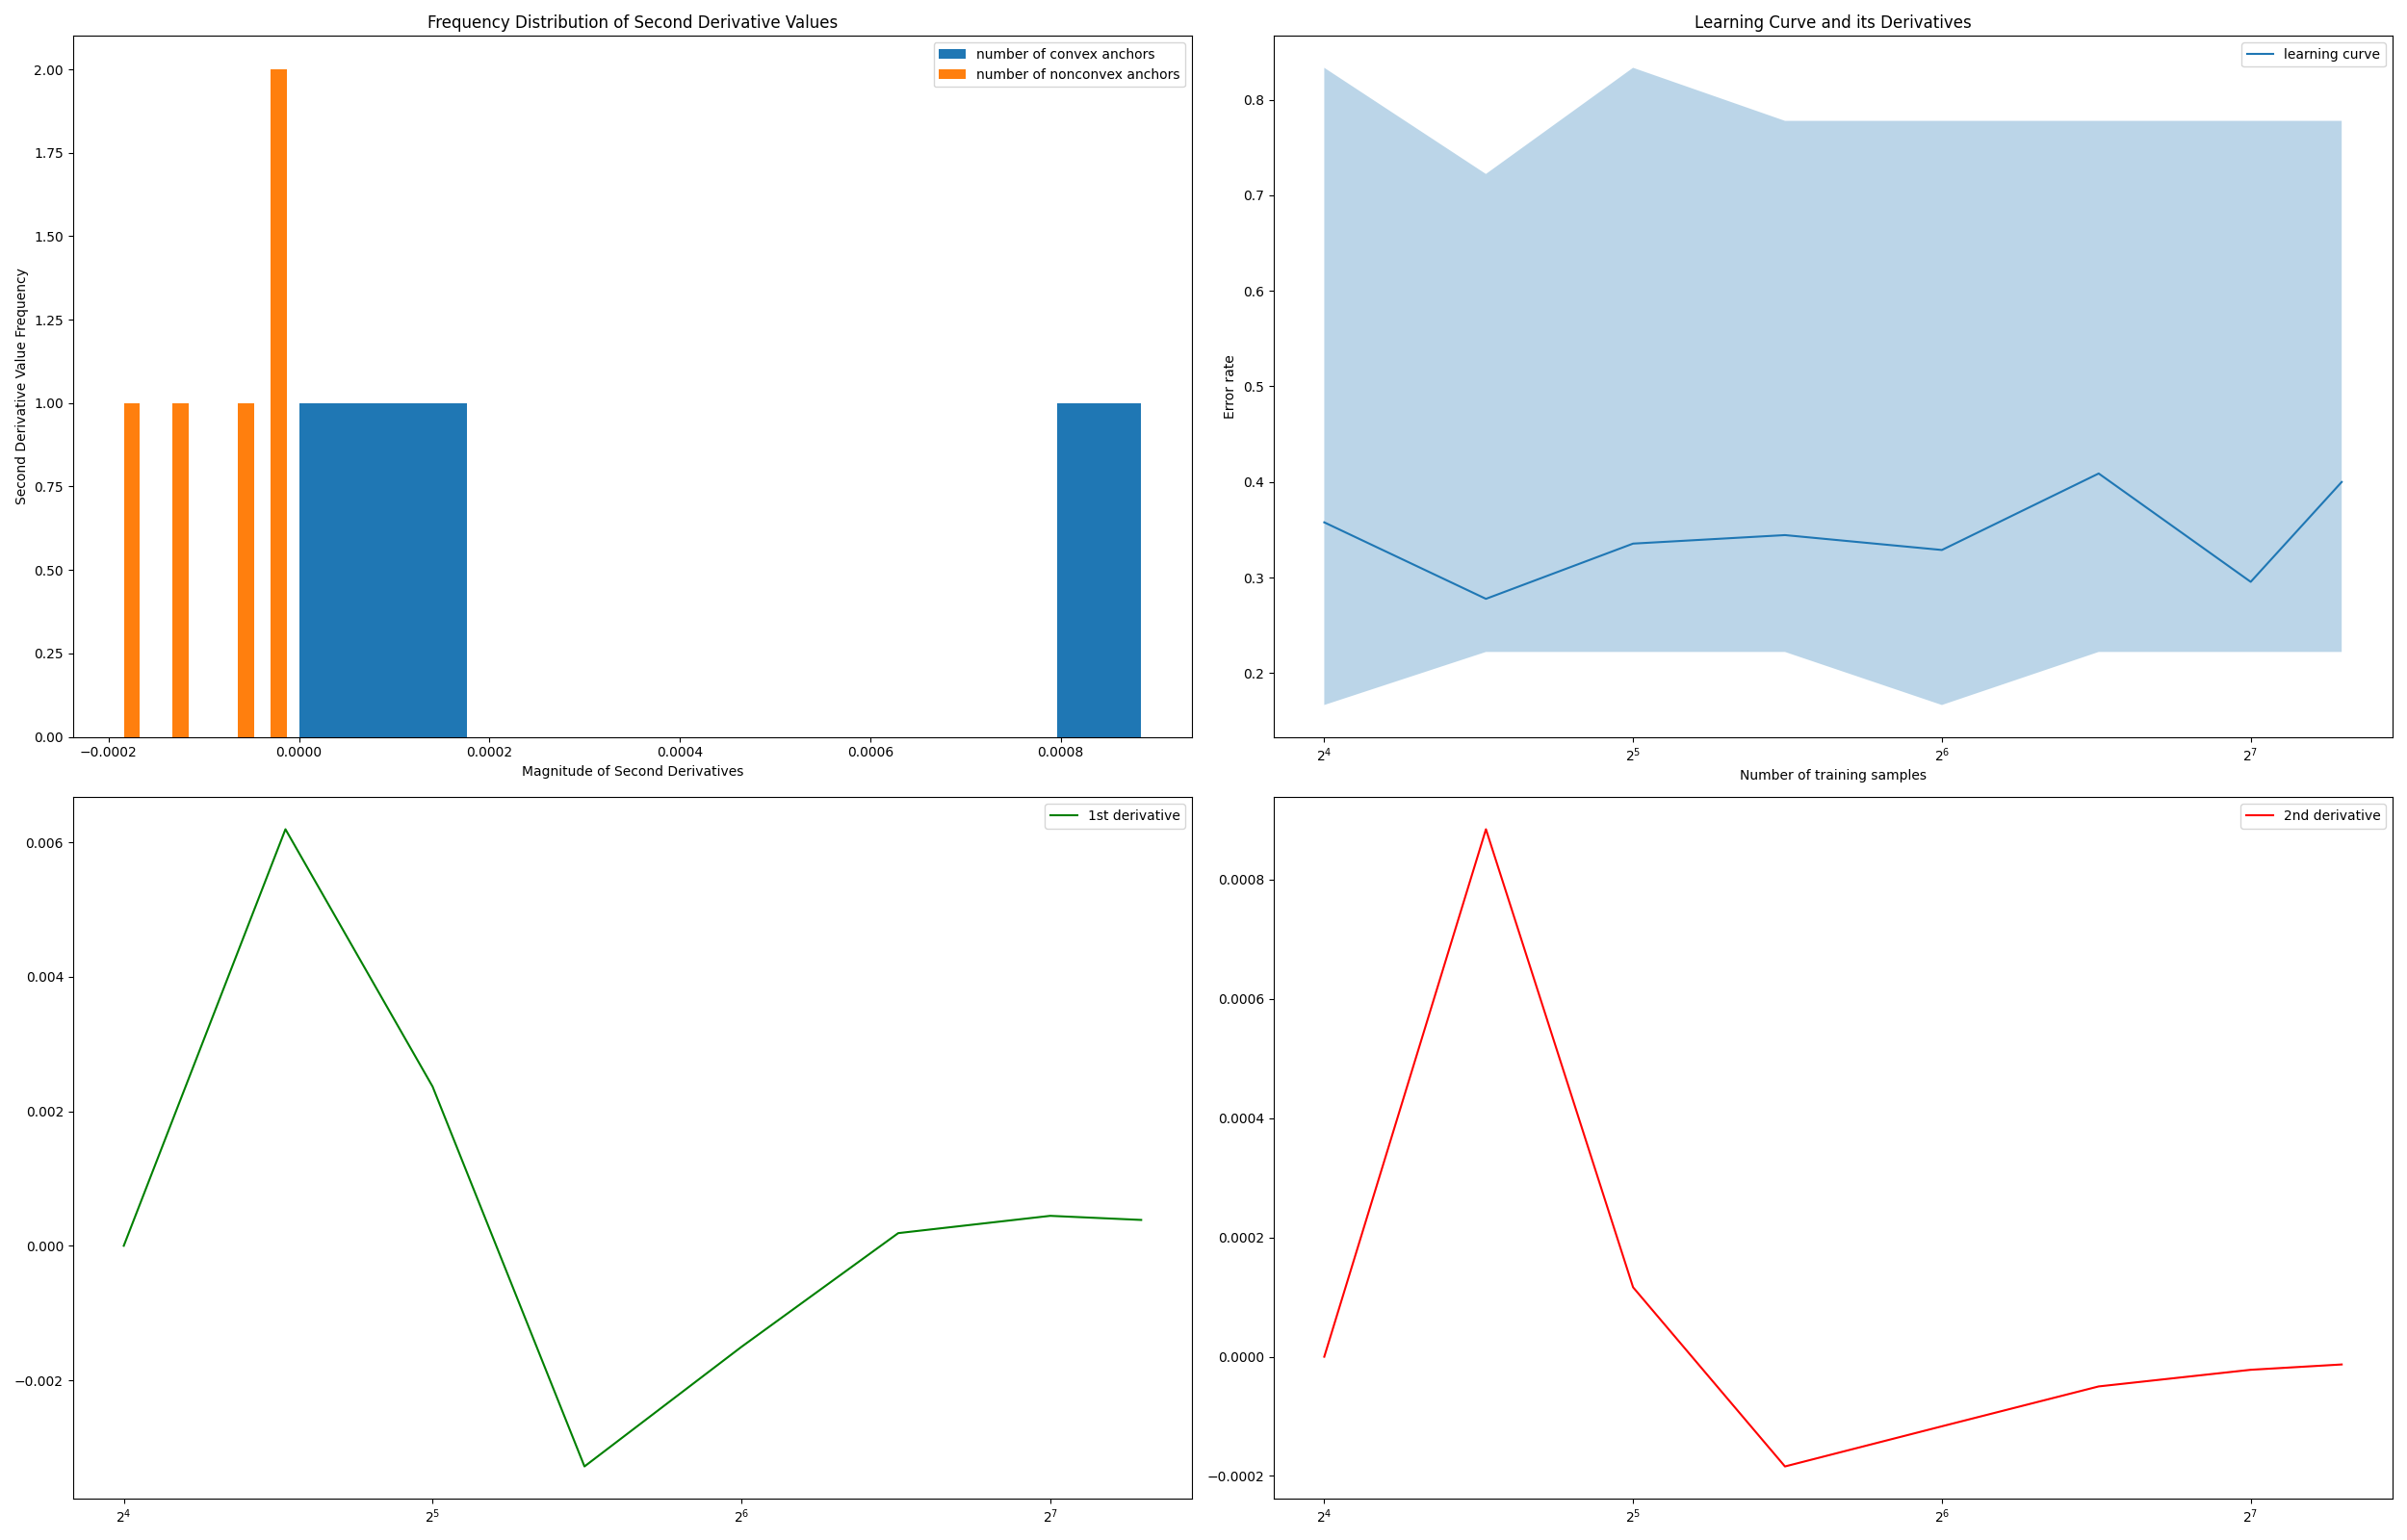 Frequency Distribution of Second Derivative Values
number of convex anchors
number of nonconvex anchors
Second Derivative Value Frequency
2.00
1.75
1.50
1.25
1.00
0.75
0.50
0.25
0.00
−0.0002 0.0000 0.0002 0.0004 0.0006 0.0008
Magnitude of Second Derivatives
Learning Curve and its Derivatives
learning curve
Error rate
0.8
0.7
0.6
0.5
0.4
0.3
0.2
2⁴ 2⁵ 2⁶ 2⁷
Number of training samples
1st derivative
0.006
0.004
0.002
0.000
−0.002
2⁴ 2⁵ 2⁶ 2⁷
2nd derivative
0.0008
0.0006
0.0004
0.0002
0.0000
−0.0002
2⁴ 2⁵ 2⁶ 2⁷